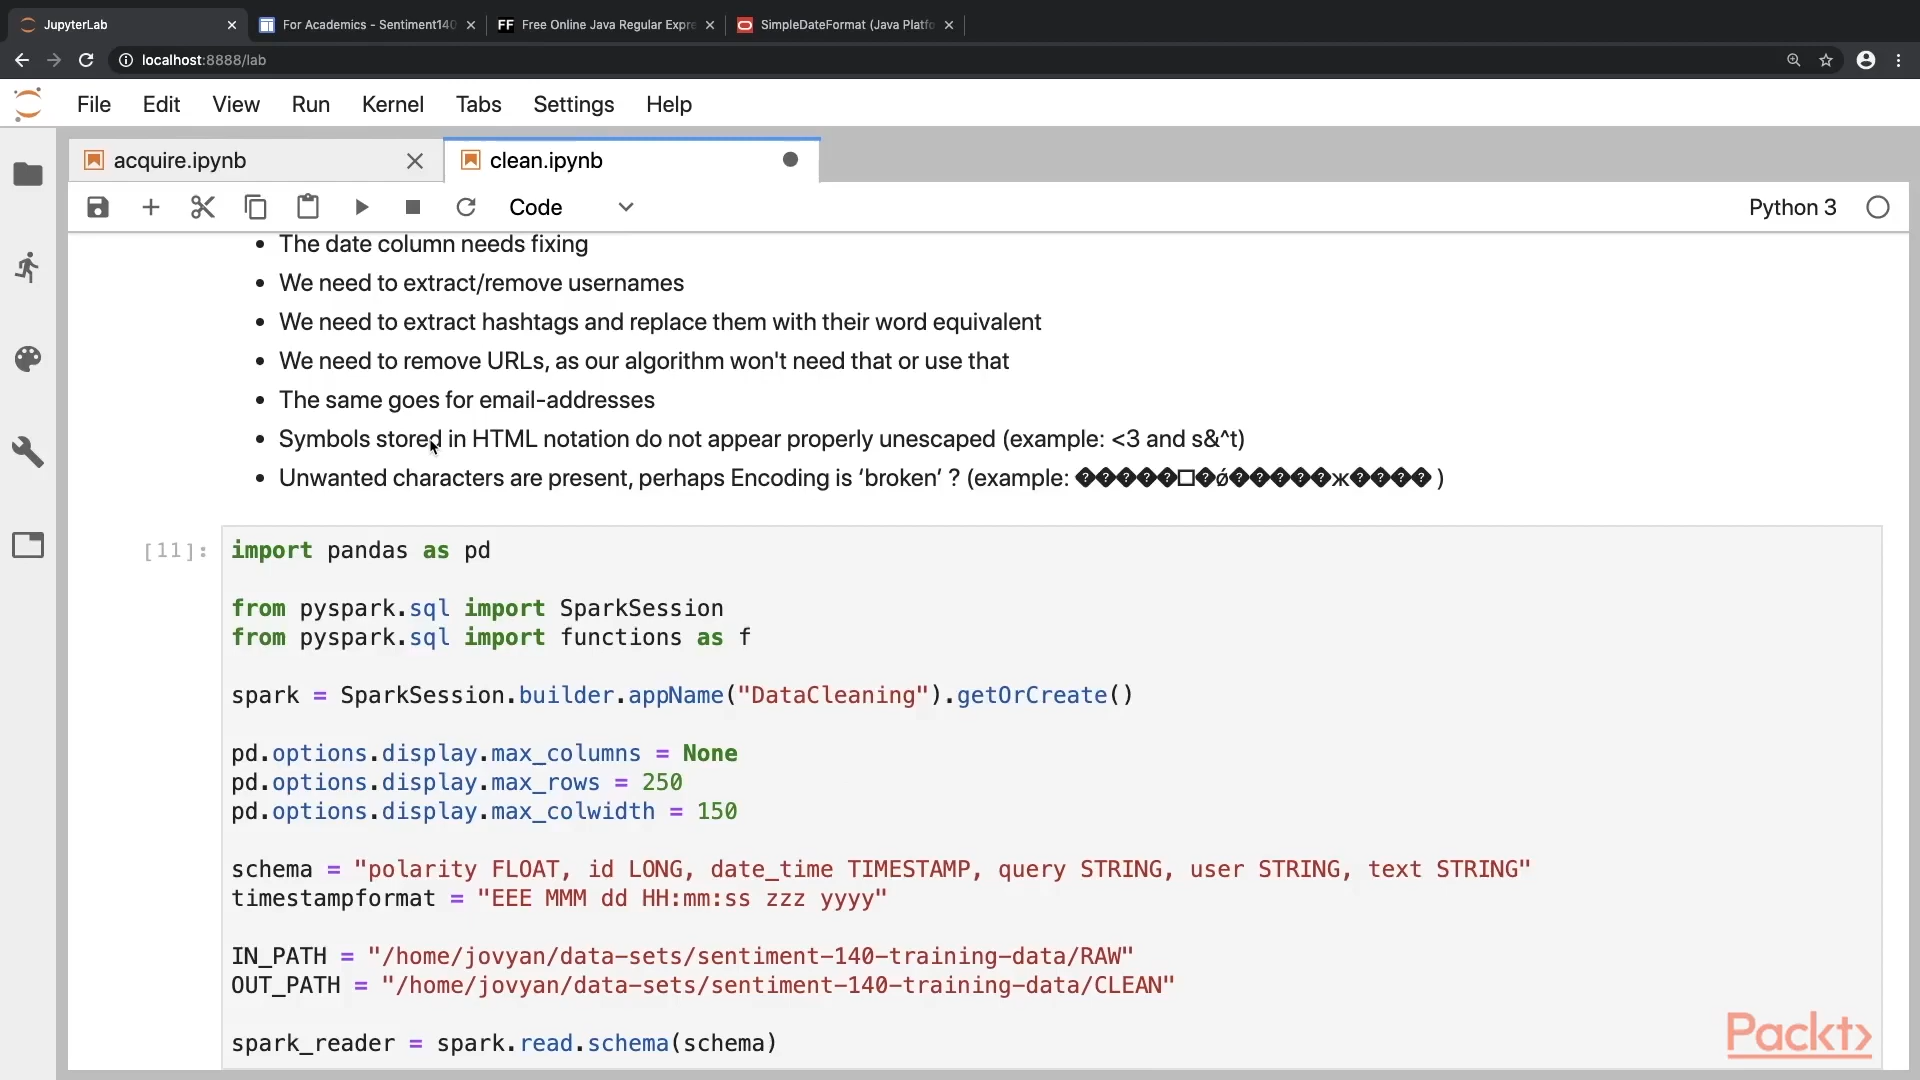 JupyterLab
For Academics - Sentiment140
Free Online Java Regular Expre
SimpleDateFormat (Java Platfo
localhost:8888/lab
File Edit View Run Kernel Tabs Settings Help
acquire.ipynb
clean.ipynb
Code
Python 3
• The date column needs fixing
• We need to extract/remove usernames
• We need to extract hashtags and replace them with their word equivalent
• We need to remove URLs, as our algorithm won't need that or use that
• The same goes for email-addresses
• Symbols stored in HTML notation do not appear properly unescaped (example: <3 and s&^t)
• Unwanted characters are present, perhaps Encoding is ‘broken’ ? (example: �����□�ǿ�����ж���� )
[11]:
import pandas as pd
from pyspark.sql import SparkSession
from pyspark.sql import functions as f
spark = SparkSession.builder.appName("DataCleaning").getOrCreate()
pd.options.display.max_columns = None
pd.options.display.max_rows = 250
pd.options.display.max_colwidth = 150
schema = "polarity FLOAT, id LONG, date_time TIMESTAMP, query STRING, user STRING, text STRING"
timestampformat = "EEE MMM dd HH:mm:ss zzz yyyy"
IN_PATH = "/home/jovyan/data-sets/sentiment-140-training-data/RAW"
OUT_PATH = "/home/jovyan/data-sets/sentiment-140-training-data/CLEAN"
spark_reader = spark.read.schema(schema)
Packt>